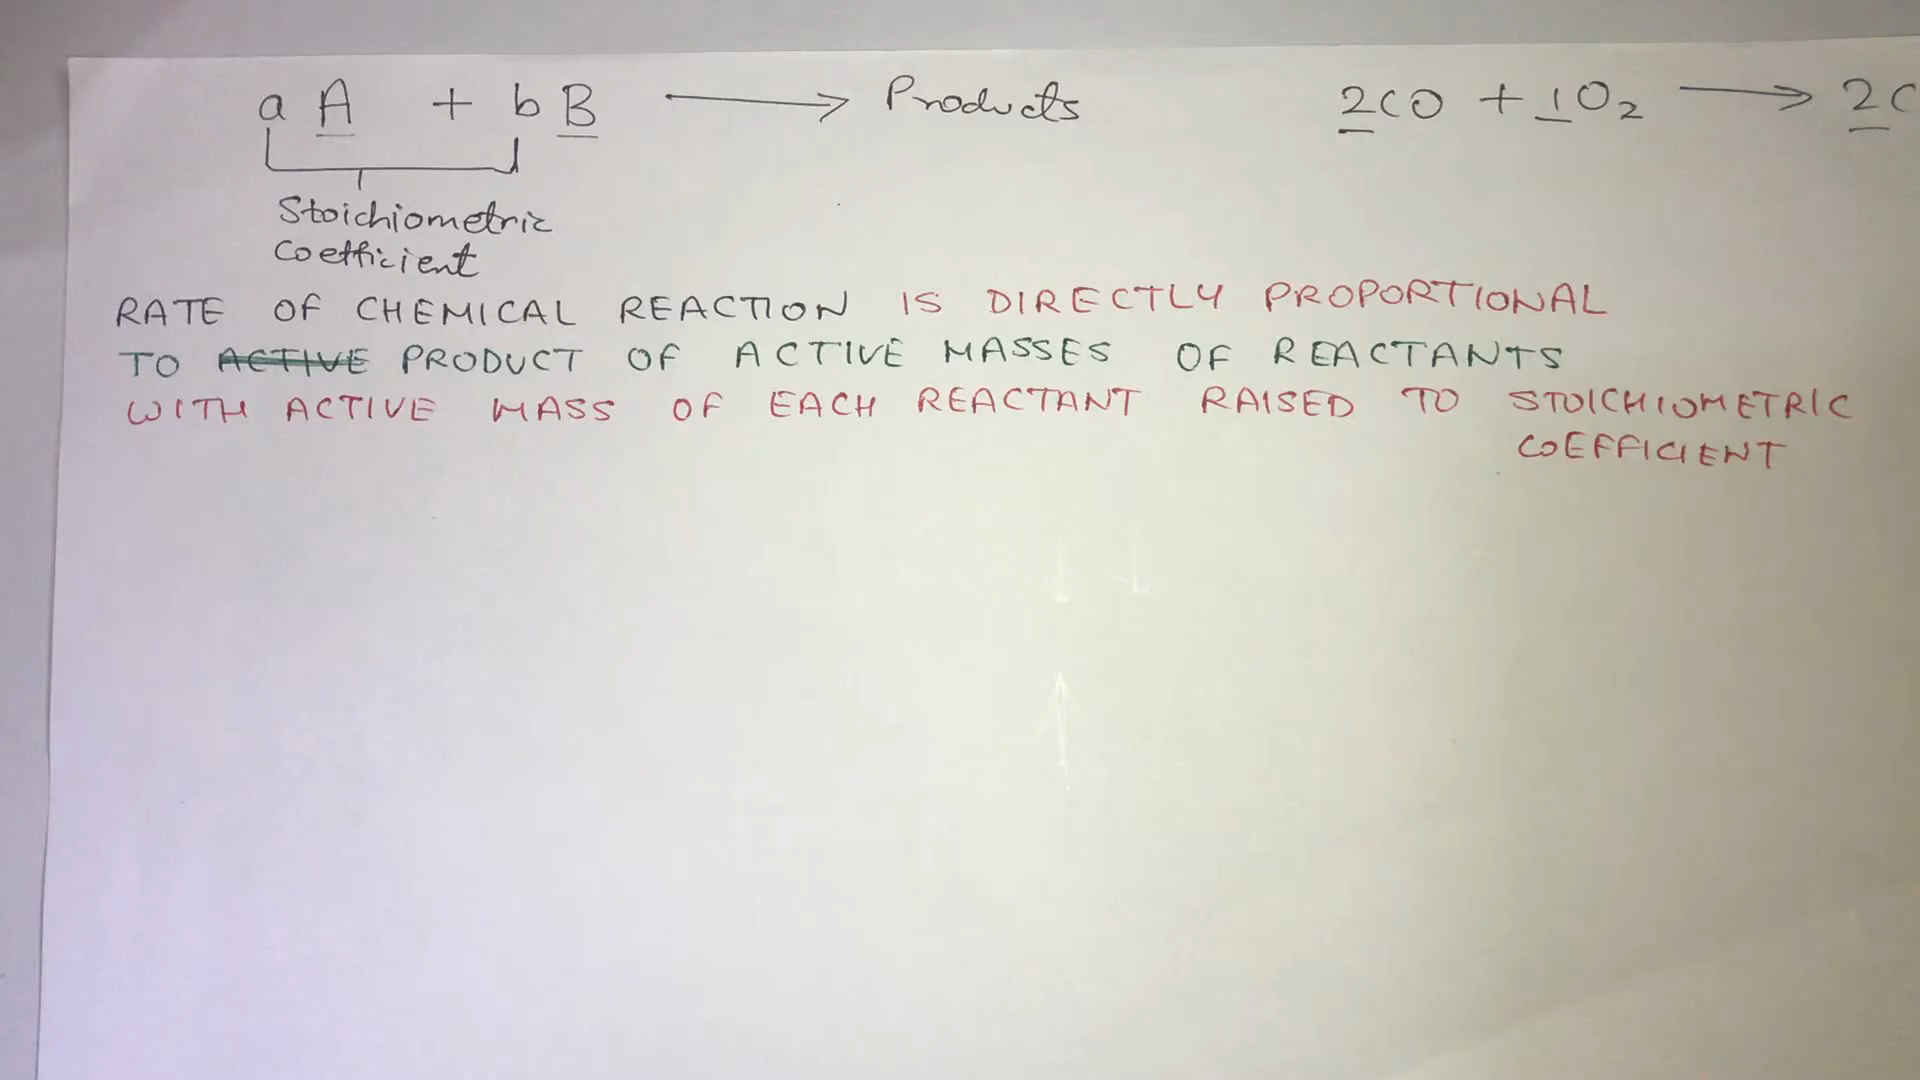 a A + b B ⟶ Products 2CO + 1O₂ ⟶ 2C
Stoichiometric
Coefficient
RATE OF CHEMICAL REACTION IS DIRECTLY PROPORTIONAL
TO ACTIVE PRODUCT OF ACTIVE MASSES OF REACTANTS
WITH ACTIVE MASS OF EACH REACTANT RAISED TO STOICHIOMETRIC
COEFFICIENT